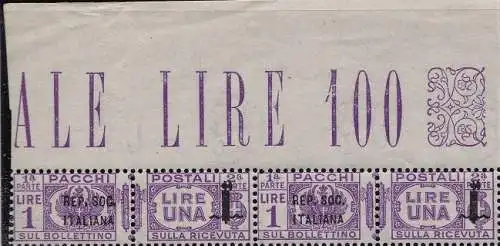 ALE LIRE 100
1ª PARTE PACCHI POSTALI 2ª PARTE 1ª PARTE PACCHI POSTALI 2ª PARTE
LIRE 1 REP. SOC. ITALIANA LIRE UNA LIRE 1 REP. SOC. ITALIANA LIRE UNA
SUL BOLLETTINO SULLA RICEVUTA SUL BOLLETTINO SULLA RICEVUTA